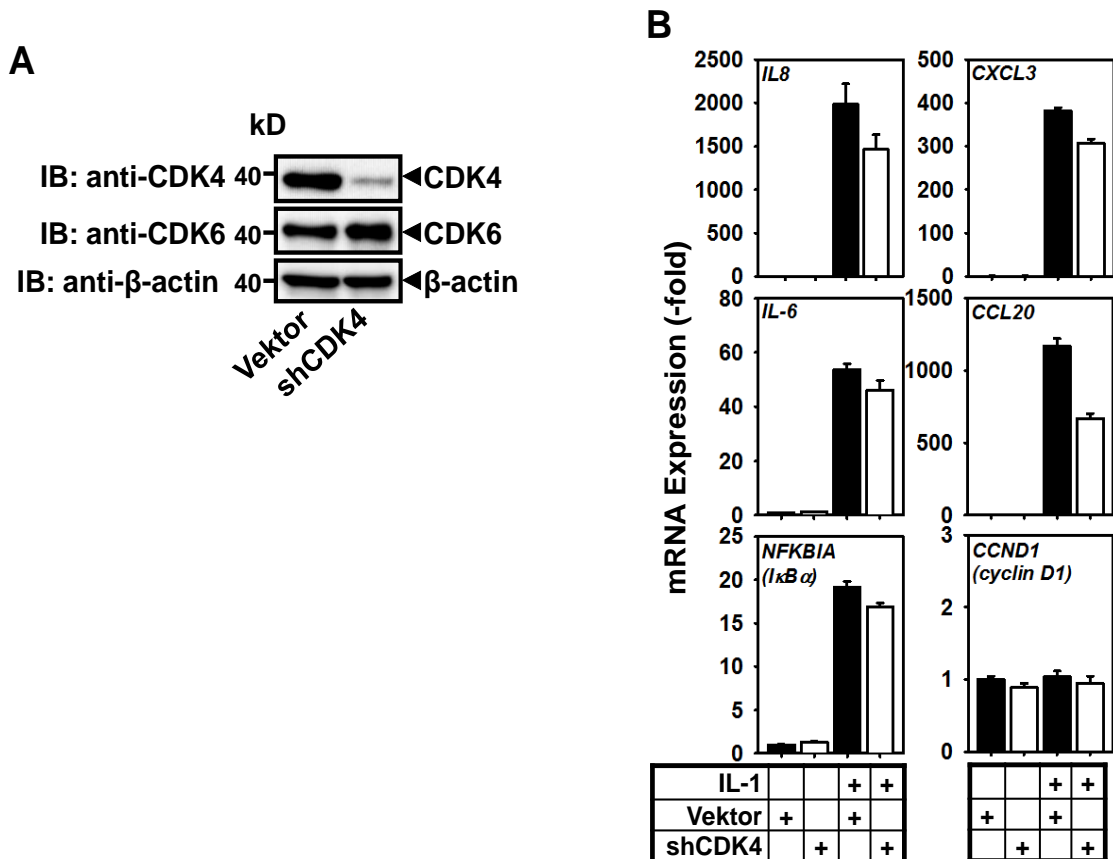 A
kD
IB: anti-CDK4 40 CDK4
IB: anti-CDK6 40 CDK6
IB: anti-β-actin 40 β-actin
Vektor
shCDK4
B
mRNA Expression (-fold)
IL8
2500
2000
1500
1000
500
0
CXCL3
500
400
300
200
100
0
IL-6
80
60
40
20
0
CCL20
1500
1000
500
0
NFKBIA
(IκBα)
25
20
15
10
5
0
CCND1
(cyclin D1)
3
2
1
0
IL-1 + + + +
Vektor + + + +
shCDK4 + + + +